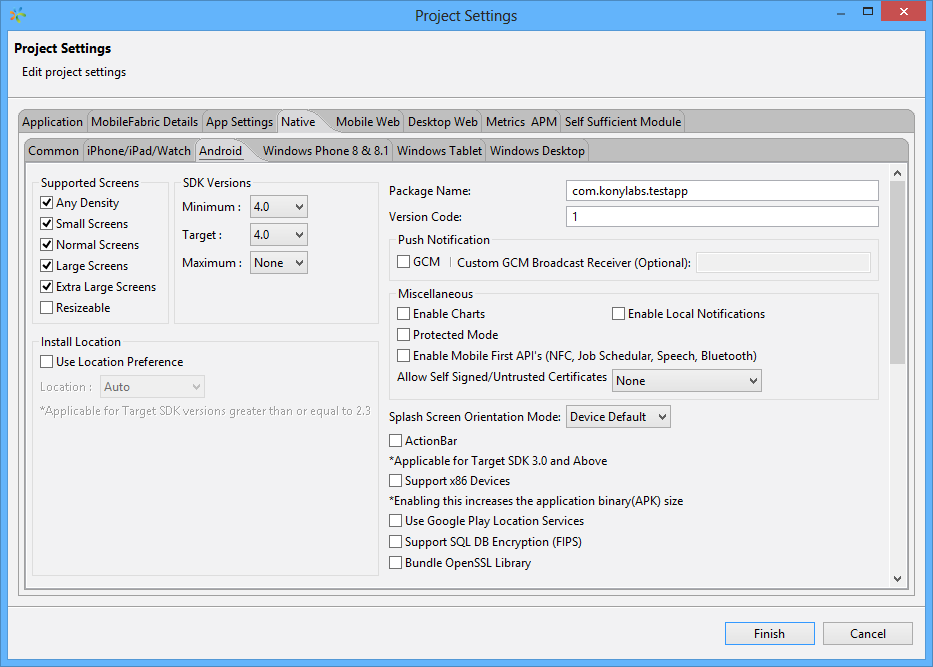 Project Settings
Project Settings
Edit project settings
Application MobileFabric Details App Settings Native Mobile Web Desktop Web Metrics APM Self Sufficient Module
Common iPhone/iPad/Watch Android Windows Phone 8 & 8.1 Windows Tablet Windows Desktop
Supported Screens
Any Density
Small Screens
Normal Screens
Large Screens
Extra Large Screens
Resizeable
SDK Versions
Minimum : 4.0
Target : 4.0
Maximum : None
Install Location
Use Location Preference
Location : Auto
*Applicable for Target SDK versions greater than or equal to 2.3
Package Name: com.konylabs.testapp
Version Code: 1
Push Notification
GCM | Custom GCM Broadcast Receiver (Optional):
Miscellaneous
Enable Charts Enable Local Notifications
Protected Mode
Enable Mobile First API's (NFC, Job Schedular, Speech, Bluetooth)
Allow Self Signed/Untrusted Certificates None
Splash Screen Orientation Mode: Device Default
ActionBar
*Applicable for Target SDK 3.0 and Above
Support x86 Devices
*Enabling this increases the application binary(APK) size
Use Google Play Location Services
Support SQL DB Encryption (FIPS)
Bundle OpenSSL Library
Finish Cancel